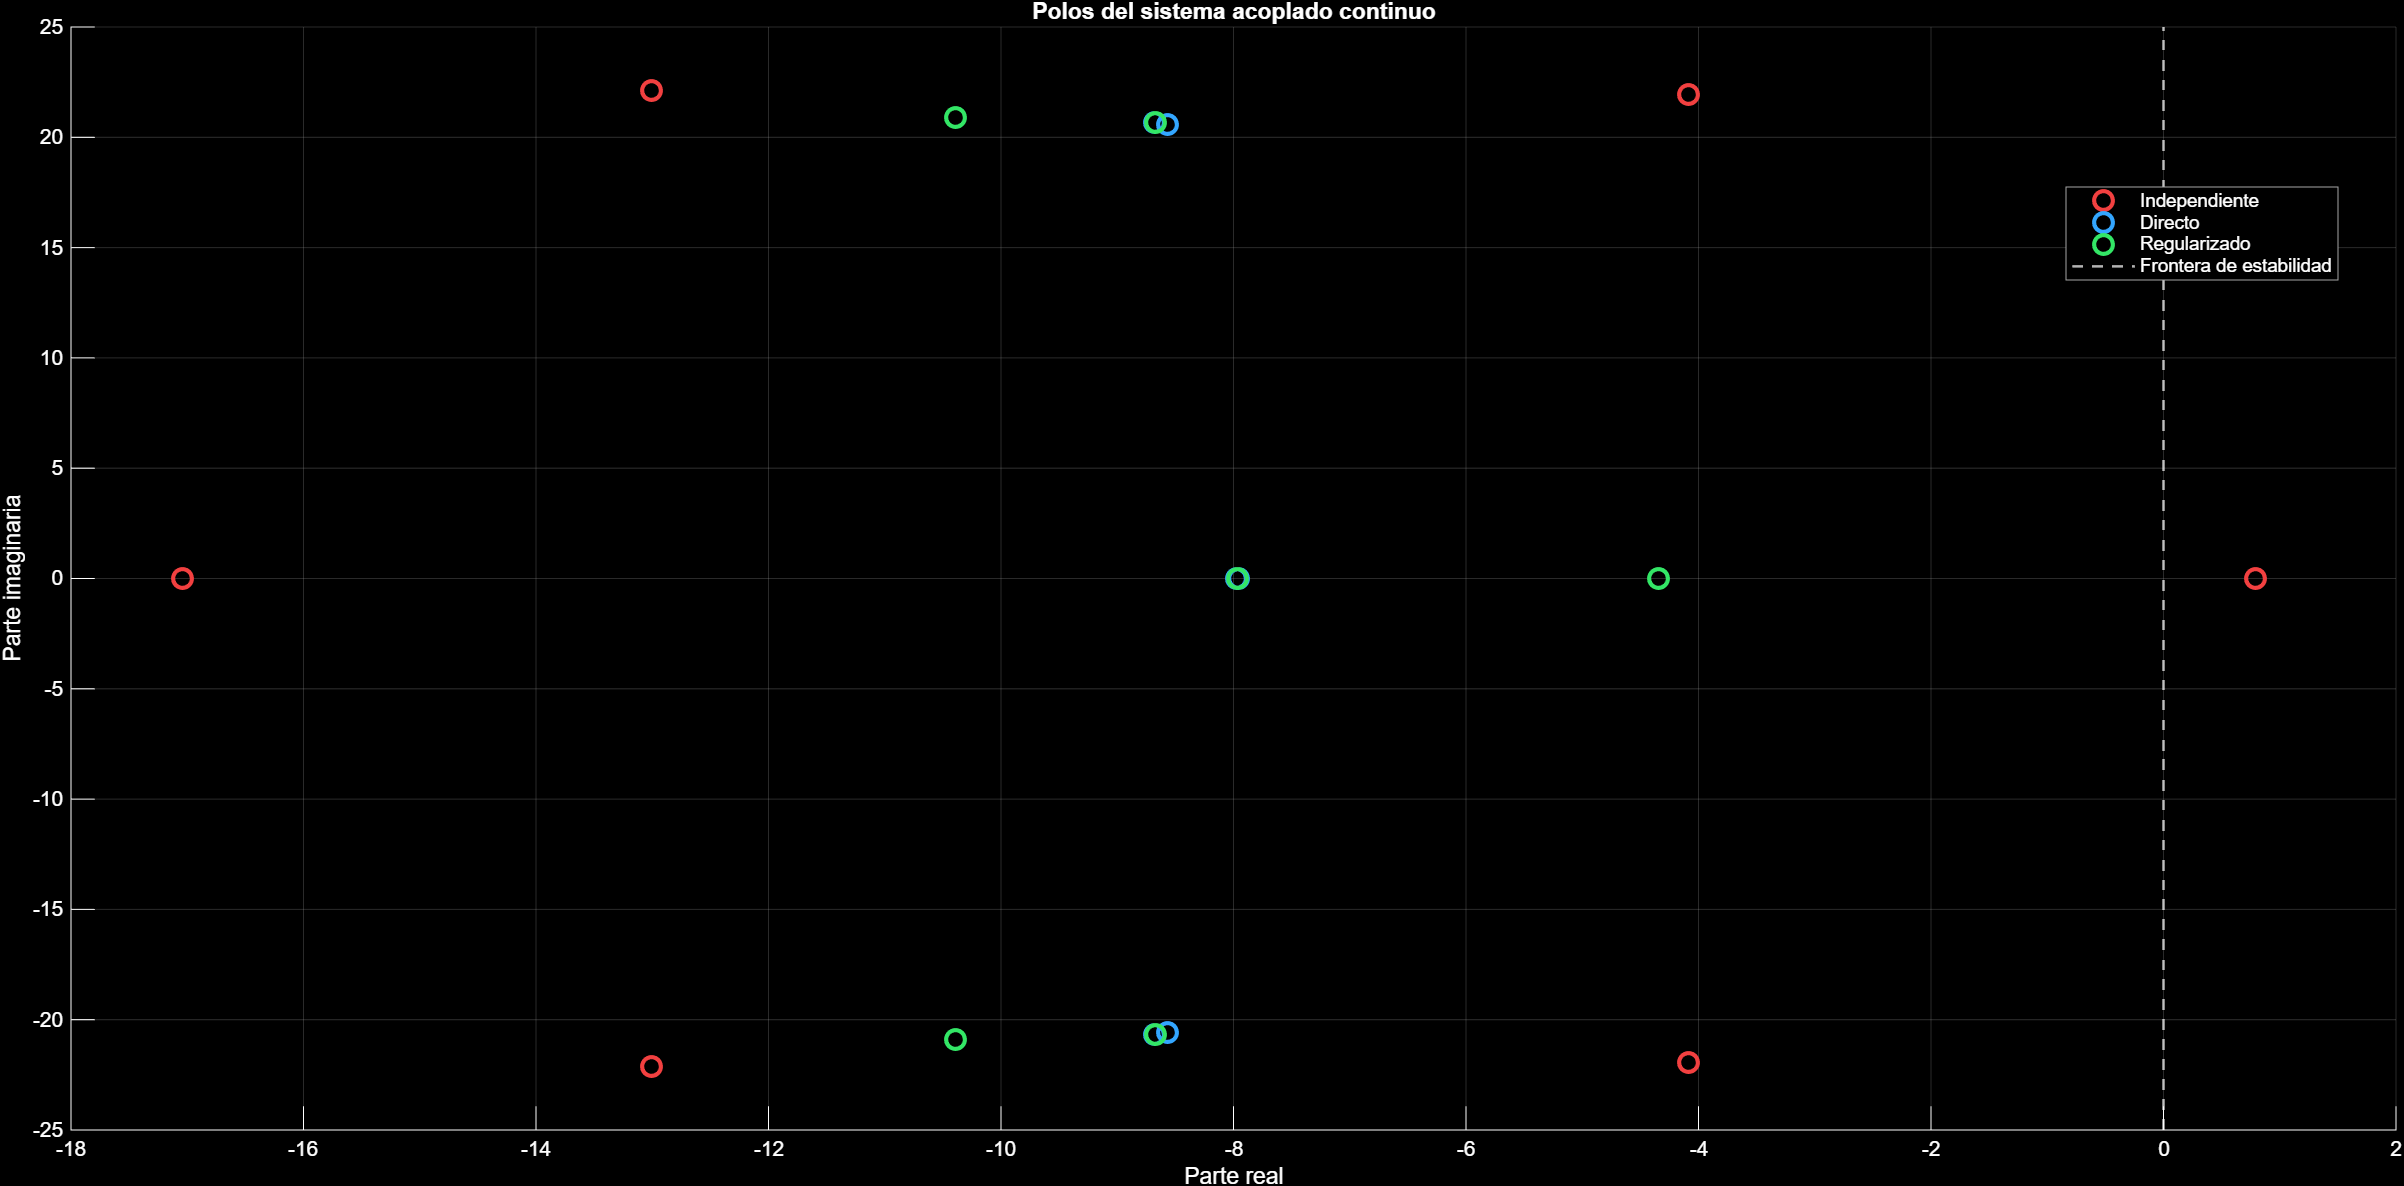 Polos del sistema acoplado continuo
25
20
15
10
5
0
-5
-10
-15
-20
-25
Parte imaginaria
Independiente
Directo
Regularizado
Frontera de estabilidad
-18 -16 -14 -12 -10 -8 -6 -4 -2 0 2
Parte real